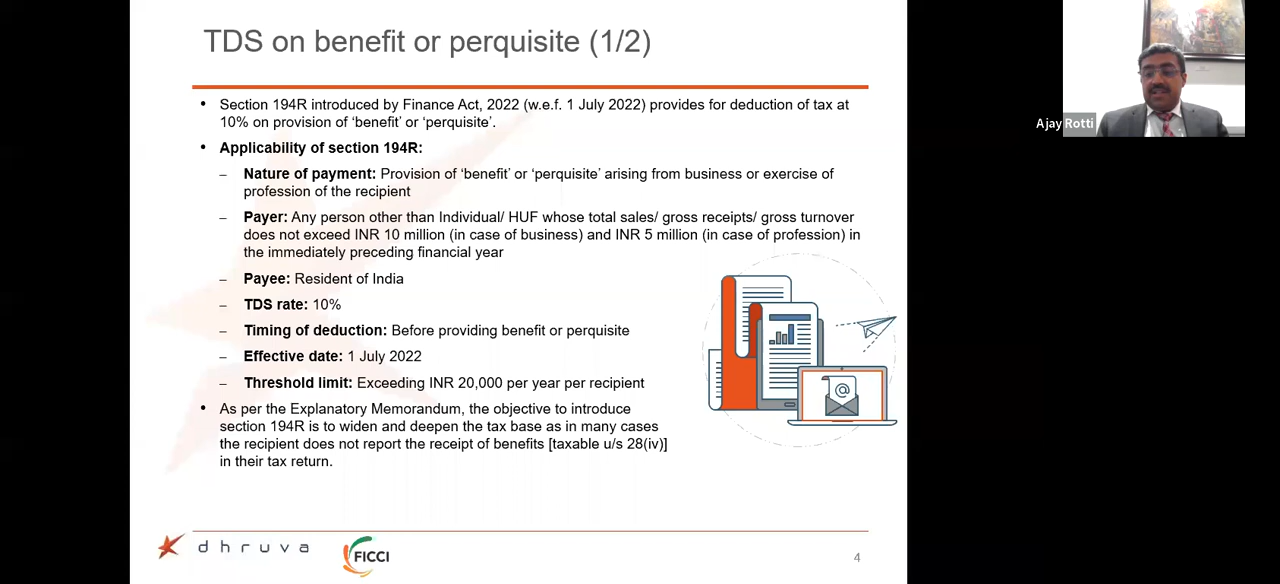 TDS on benefit or perquisite (1/2)
• Section 194R introduced by Finance Act, 2022 (w.e.f. 1 July 2022) provides for deduction of tax at
10% on provision of ‘benefit’ or ‘perquisite’.
• Applicability of section 194R:
– Nature of payment: Provision of ‘benefit’ or ‘perquisite’ arising from business or exercise of
profession of the recipient
– Payer: Any person other than Individual/ HUF whose total sales/ gross receipts/ gross turnover
does not exceed INR 10 million (in case of business) and INR 5 million (in case of profession) in
the immediately preceding financial year
– Payee: Resident of India
– TDS rate: 10%
– Timing of deduction: Before providing benefit or perquisite
– Effective date: 1 July 2022
– Threshold limit: Exceeding INR 20,000 per year per recipient
• As per the Explanatory Memorandum, the objective to introduce
section 194R is to widen and deepen the tax base as in many cases
the recipient does not report the receipt of benefits [taxable u/s 28(iv)]
in their tax return.
@
dhruva
FICCI
4
Ajay Rotti